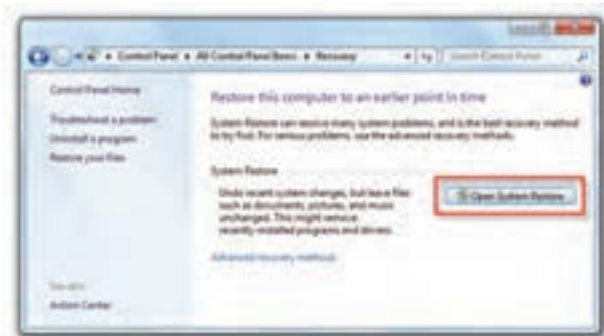 Control Panel ▸ All Control Panel Items ▸ Recovery
Search Control Panel
Control Panel Home
Troubleshoot a problem
Uninstall a program
Restore your files
See also
Action Center
Restore this computer to an earlier point in time
System Restore can resolve many system problems, and is the best recovery method
to try first. For serious problems, use the advanced recovery methods.
System Restore
Undo recent system changes, but leave files
such as documents, pictures, and music
unchanged. This might remove
recently-installed programs and drivers.
Open System Restore
Advanced recovery methods